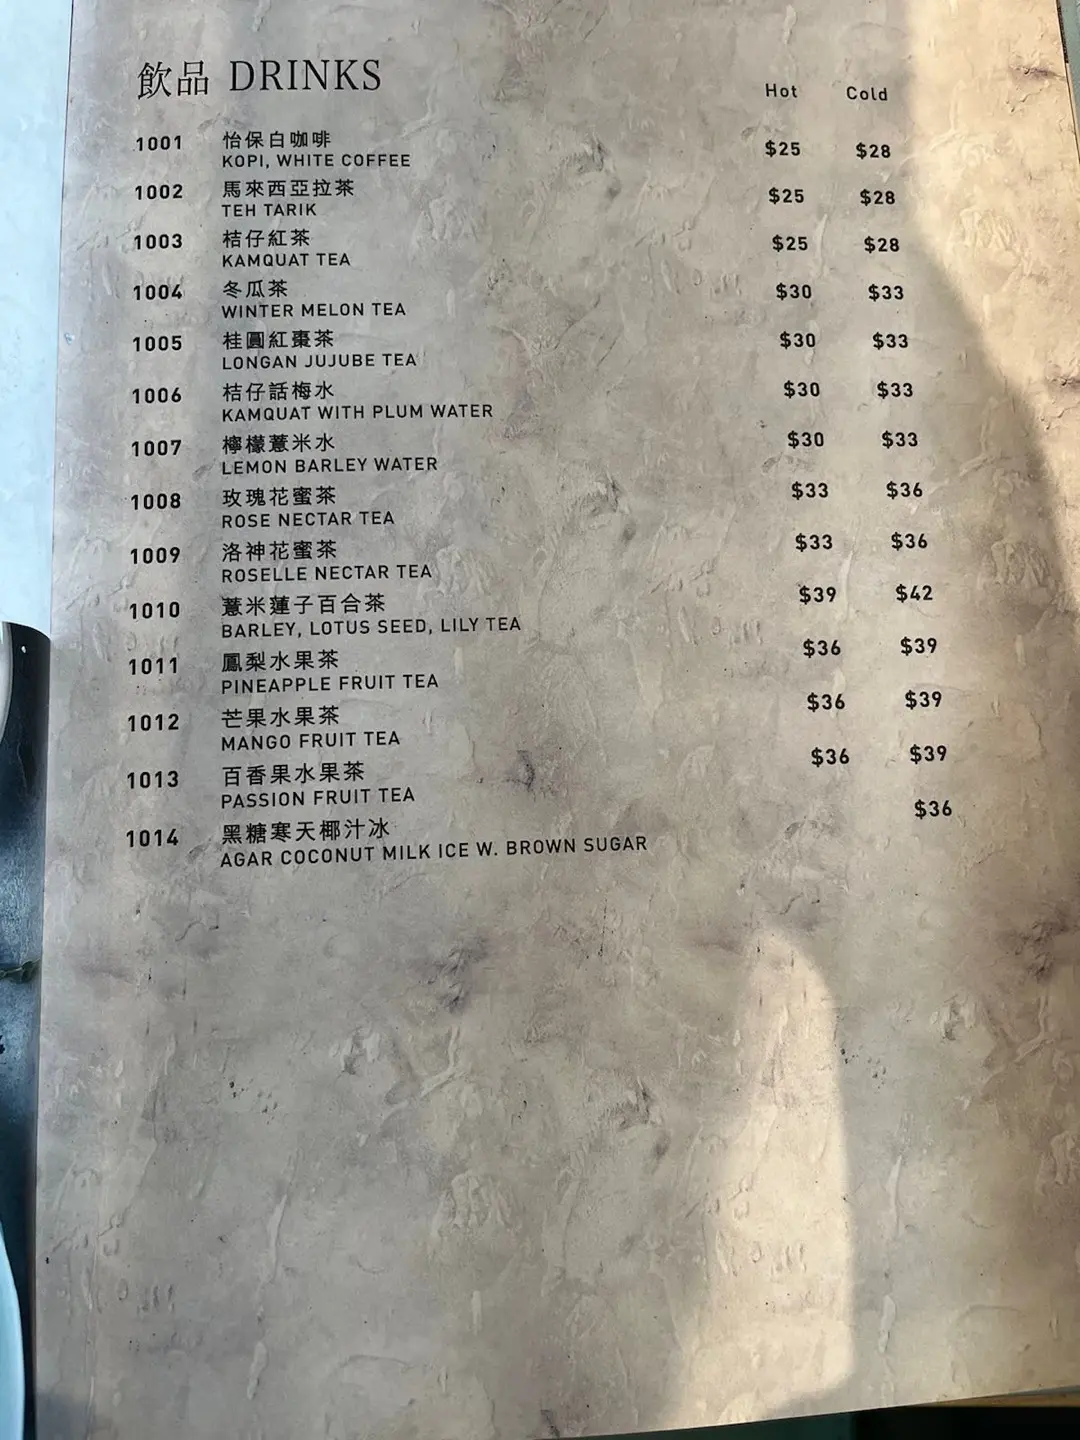 飲品 DRINKS
Hot Cold
1001 怡保白咖啡 $25 $28
KOPI, WHITE COFFEE
1002 馬來西亞拉茶 $25 $28
TEH TARIK
1003 桔仔紅茶 $25 $28
KAMQUAT TEA
1004 冬瓜茶 $30 $33
WINTER MELON TEA
1005 桂圓紅棗茶 $30 $33
LONGAN JUJUBE TEA
1006 桔仔話梅水 $30 $33
KAMQUAT WITH PLUM WATER
1007 檸檬薏米水 $30 $33
LEMON BARLEY WATER
1008 玫瑰花蜜茶 $33 $36
ROSE NECTAR TEA
1009 洛神花蜜茶 $33 $36
ROSELLE NECTAR TEA
1010 薏米蓮子百合茶 $39 $42
BARLEY, LOTUS SEED, LILY TEA
1011 鳳梨水果茶 $36 $39
PINEAPPLE FRUIT TEA
1012 芒果水果茶 $36 $39
MANGO FRUIT TEA
1013 百香果水果茶 $36 $39
PASSION FRUIT TEA
1014 黑糖寒天椰汁冰 $36
AGAR COCONUT MILK ICE W. BROWN SUGAR